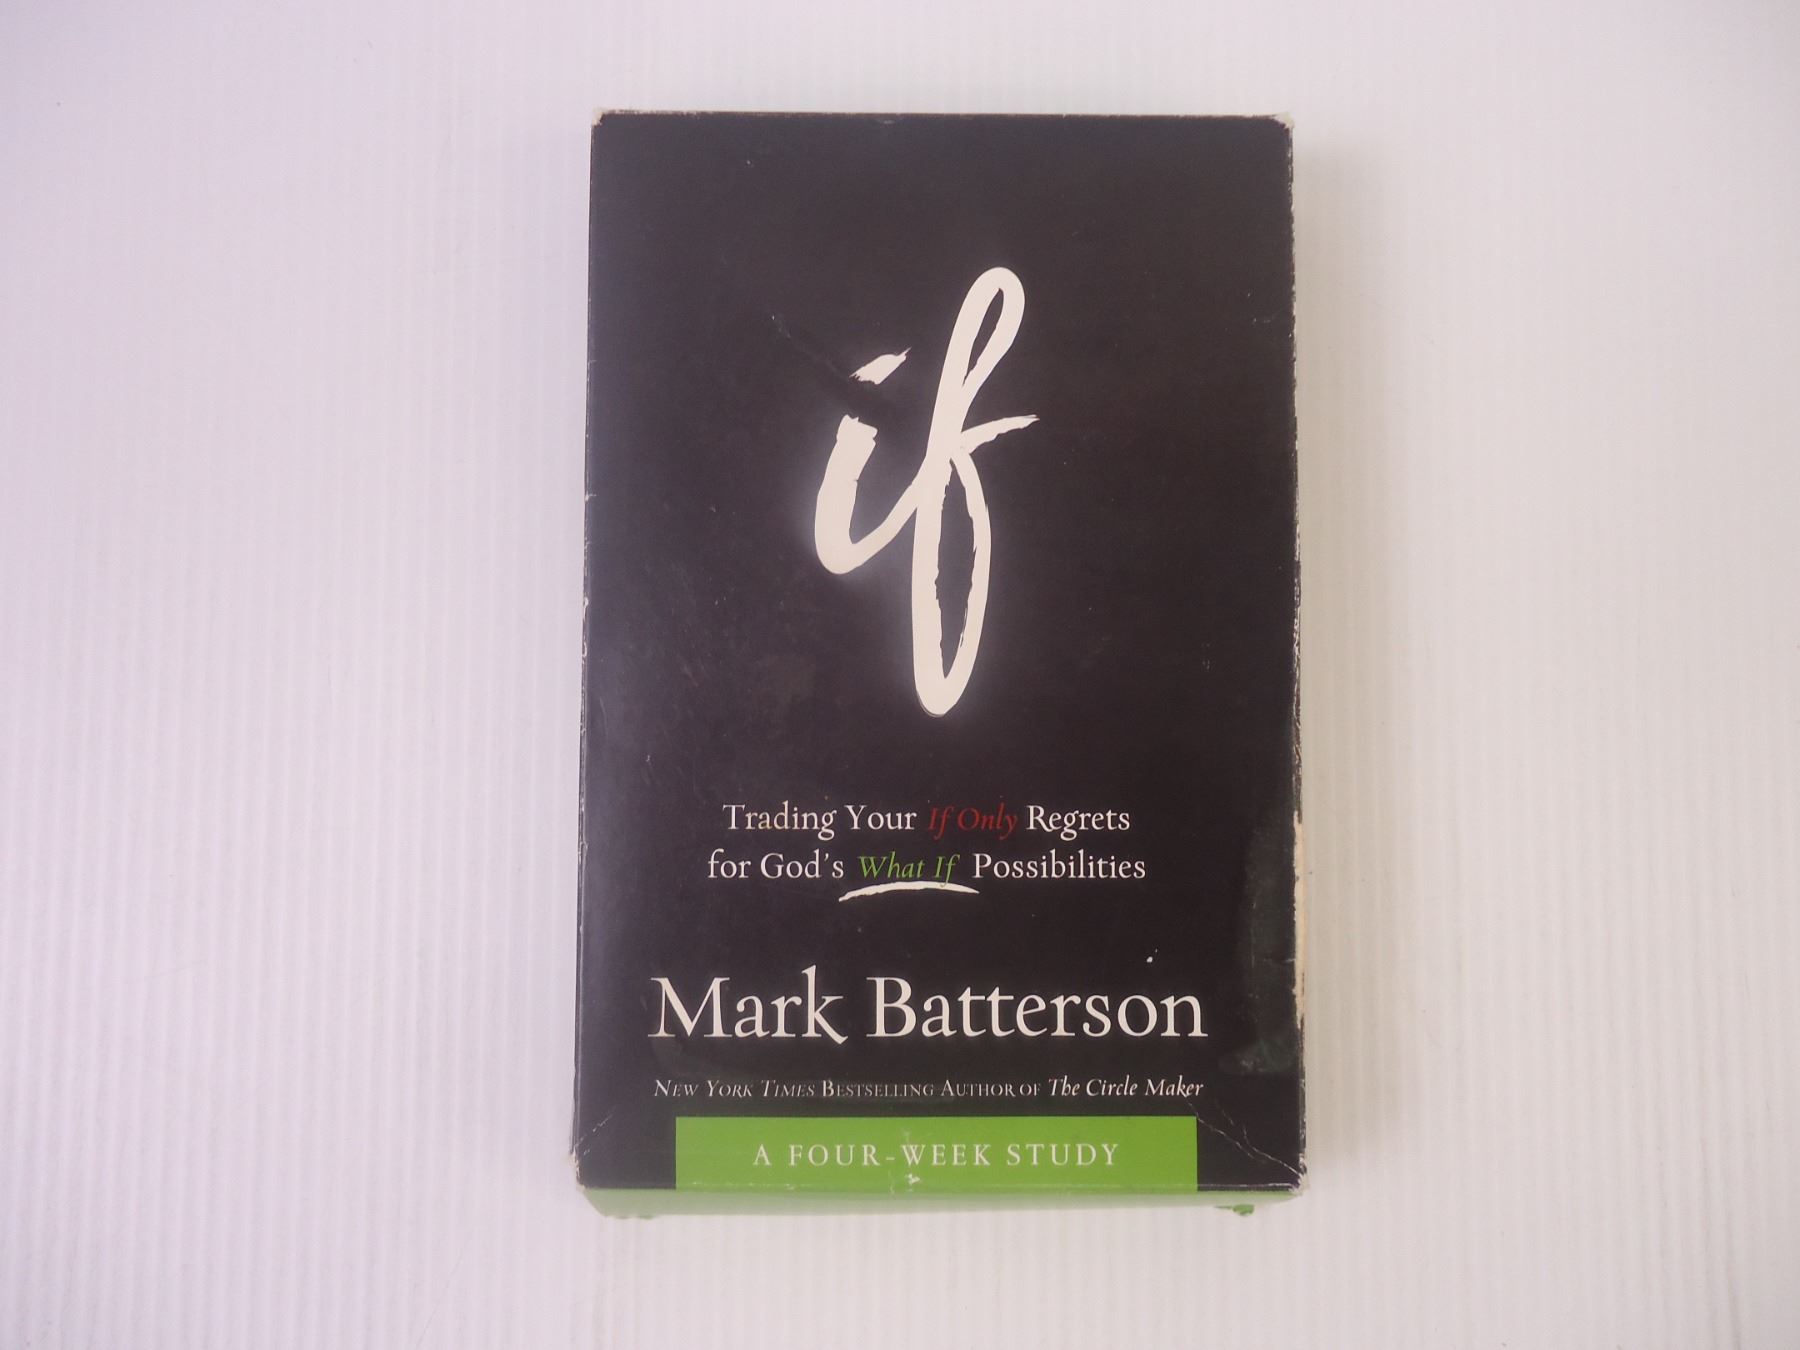 if
Trading Your If Only Regrets
for God's What If Possibilities
Mark Batterson
New York Times Bestselling Author of The Circle Maker
A FOUR-WEEK STUDY